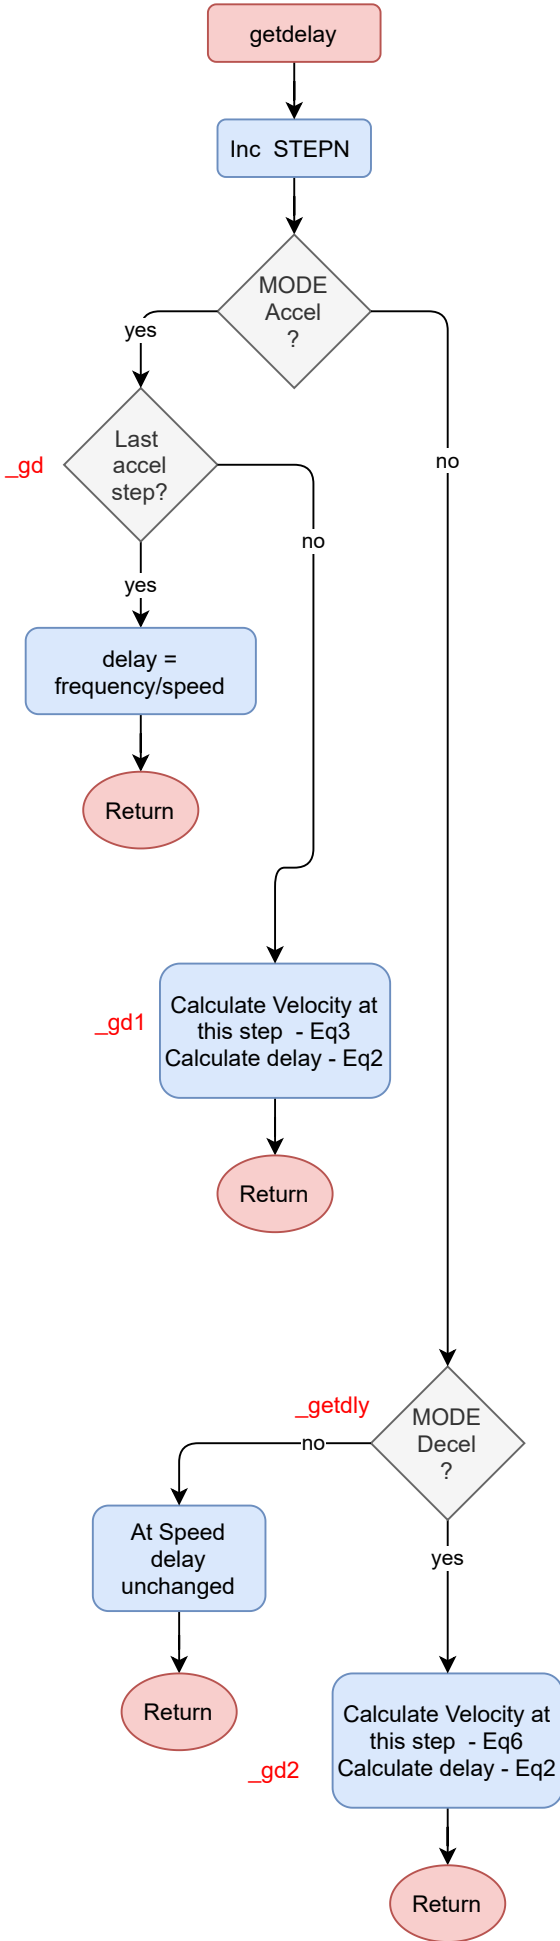 getdelay
Inc  STEPN
MODE
Accel
?
yes
no
_gd
Last
accel
step?
no
yes
delay =
frequency/speed
Return
_gd1
Calculate Velocity at
this step  - Eq3
Calculate delay - Eq2
Return
_getdly
MODE
Decel
?
no
At Speed
delay
unchanged
yes
Return
_gd2
Calculate Velocity at
this step  - Eq6
Calculate delay - Eq2
Return